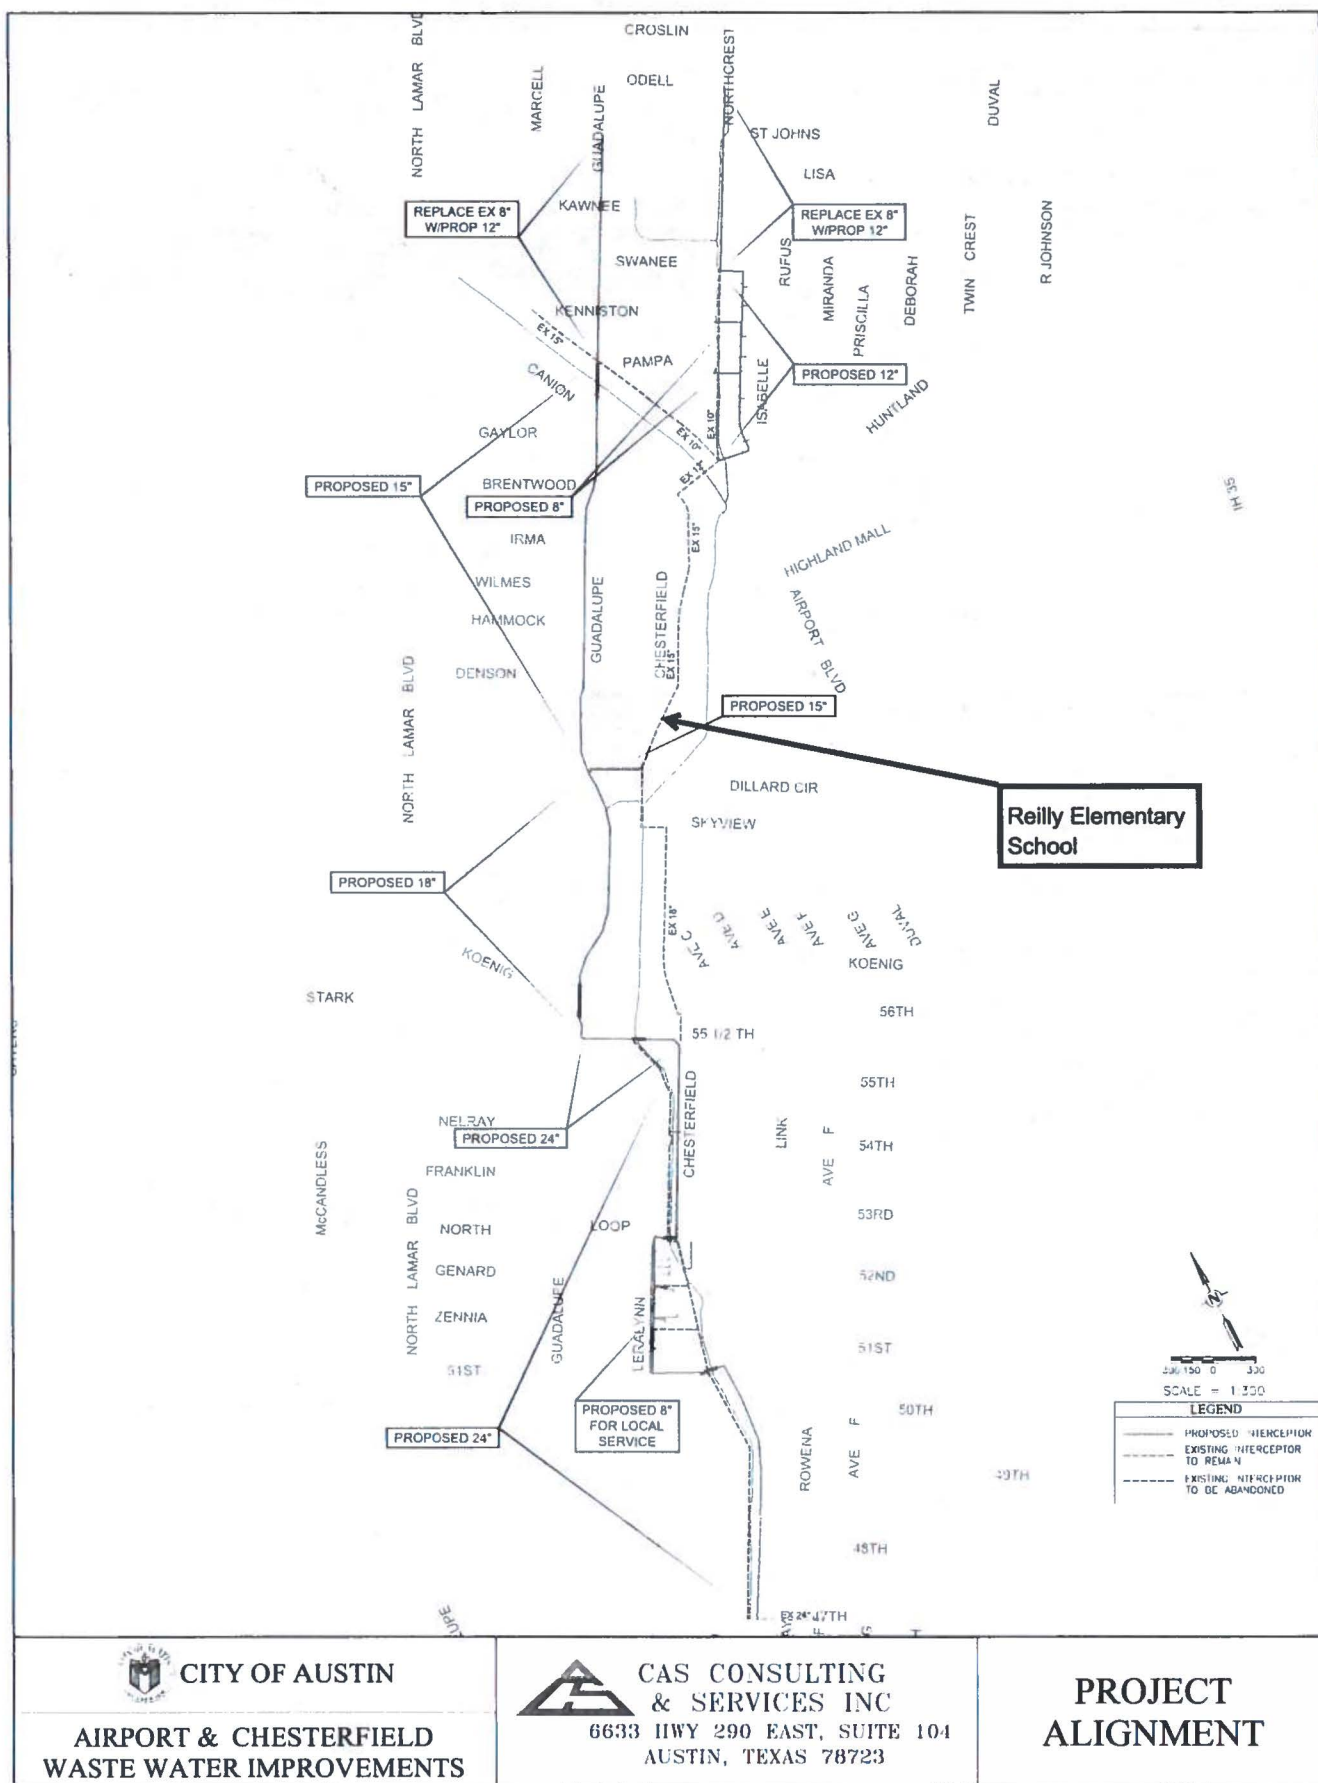 CROSLIN
ODELL
NORTH LAMAR BLVD
MARCELL
GUADALUPE
NORTHCREST
DUVAL
ST JOHNS
LISA
KAWNEE
REPLACE EX 8"
W/PROP 12"
REPLACE EX 8"
W/PROP 12"
SWANEE
RUFUS
MIRANDA
PRISCILLA
DEBORAH
TWIN CREST
R JOHNSON
KENNISTON
EX 15"
PAMPA
CANION
PROPOSED 12"
ISABELLE
HUNTLAND
GAYLOR
EX 10"
EX 10"
BRENTWOOD
PROPOSED 15"
PROPOSED 8"
IH 35
IRMA
EX 15"
HIGHLAND MALL
WILMES
GUADALUPE
CHESTERFIELD
AIRPORT BLVD
HAMMOCK
EX 15"
DENSON
NORTH LAMAR BLVD
PROPOSED 15"
DILLARD CIR
SKYVIEW
Reilly Elementary
School
PROPOSED 18"
EX 18"
AVE C
AVE D
AVE E
AVE F
AVE G
DUVAL
KOENIG
KOENIG
STARK
56TH
55 1/2 TH
55TH
CHESTERFIELD
NELRAY
PROPOSED 24"
LINK
AVE F
54TH
McCANDLESS
FRANKLIN
53RD
NORTH
LOOP
NORTH LAMAR BLVD
GENARD
52ND
ZENNIA
GUADALUPE
LERALYNN
51ST
51ST
PROPOSED 8"
FOR LOCAL
SERVICE
PROPOSED 24"
50TH
ROWENA
AVE F
49TH
48TH
EX 24"
47TH
UPE
SCALE = 1:300
LEGEND
PROPOSED INTERCEPTOR
EXISTING INTERCEPTOR
TO REMAIN
EXISTING INTERCEPTOR
TO BE ABANDONED
CITY OF AUSTIN
AIRPORT & CHESTERFIELD
WASTE WATER IMPROVEMENTS
CAS CONSULTING
& SERVICES INC
6633 HWY 290 EAST, SUITE 104
AUSTIN, TEXAS 78723
PROJECT
ALIGNMENT